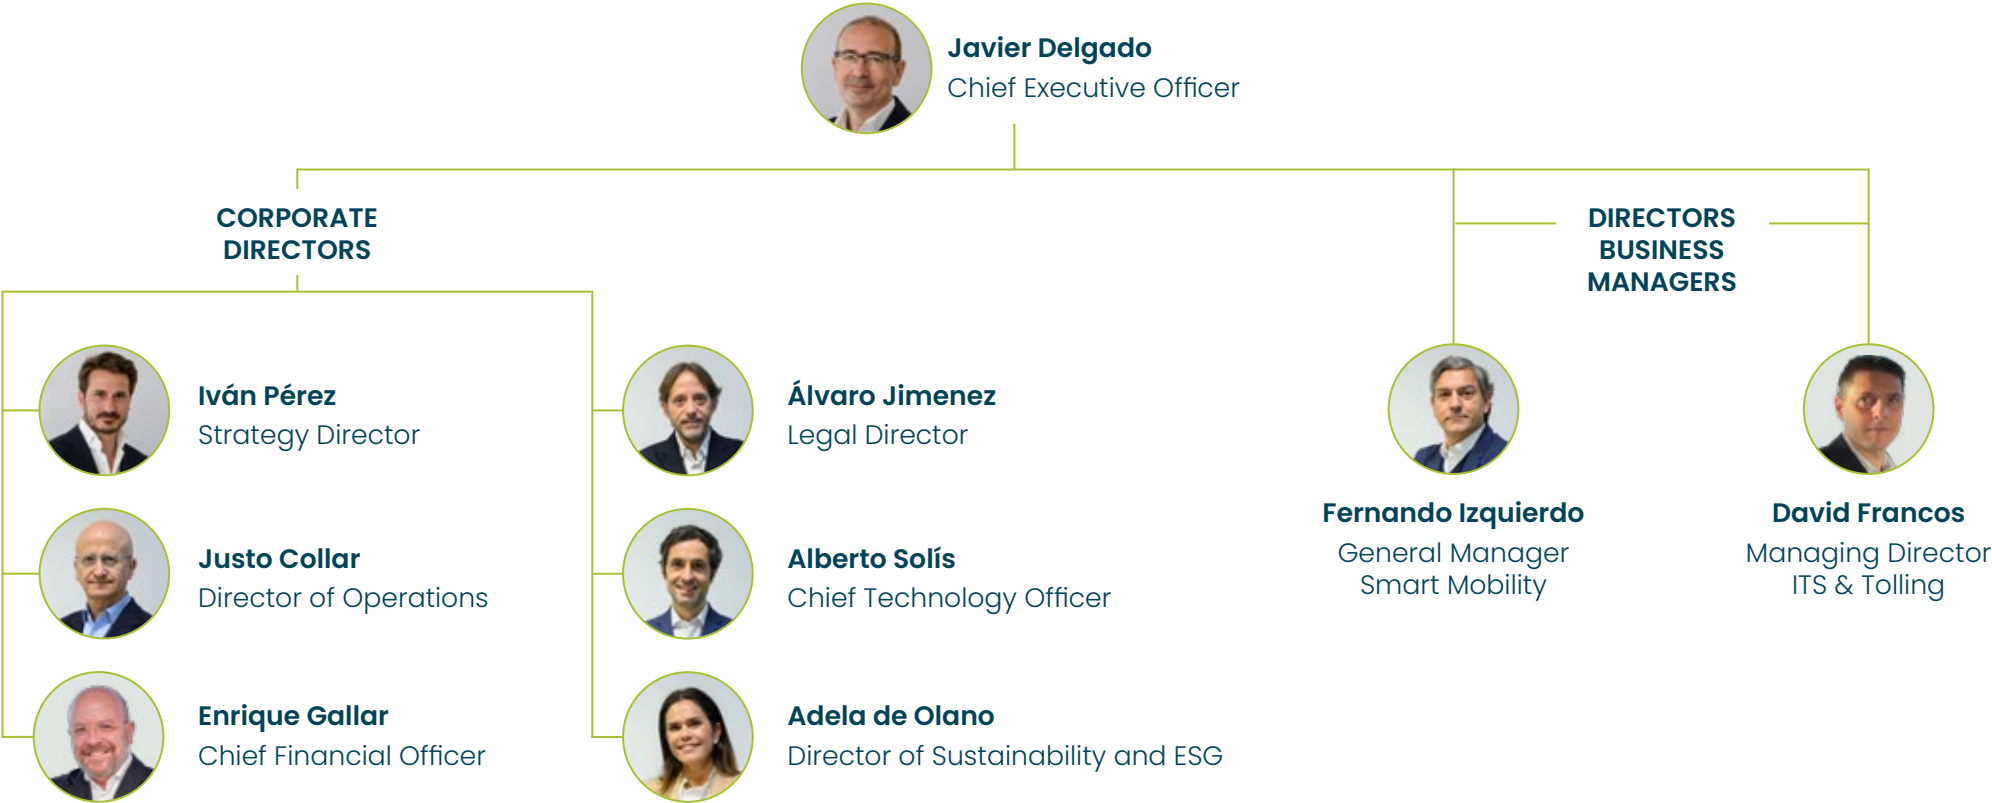 Javier Delgado
Chief Executive Officer
CORPORATE
DIRECTORS
Iván Pérez
Strategy Director
Justo Collar
Director of Operations
Enrique Gallar
Chief Financial Officer
Álvaro Jimenez
Legal Director
Alberto Solís
Chief Technology Officer
Adela de Olano
Director of Sustainability and ESG
DIRECTORS
BUSINESS
MANAGERS
Fernando Izquierdo
General Manager
Smart Mobility
David Francos
Managing Director
ITS & Tolling